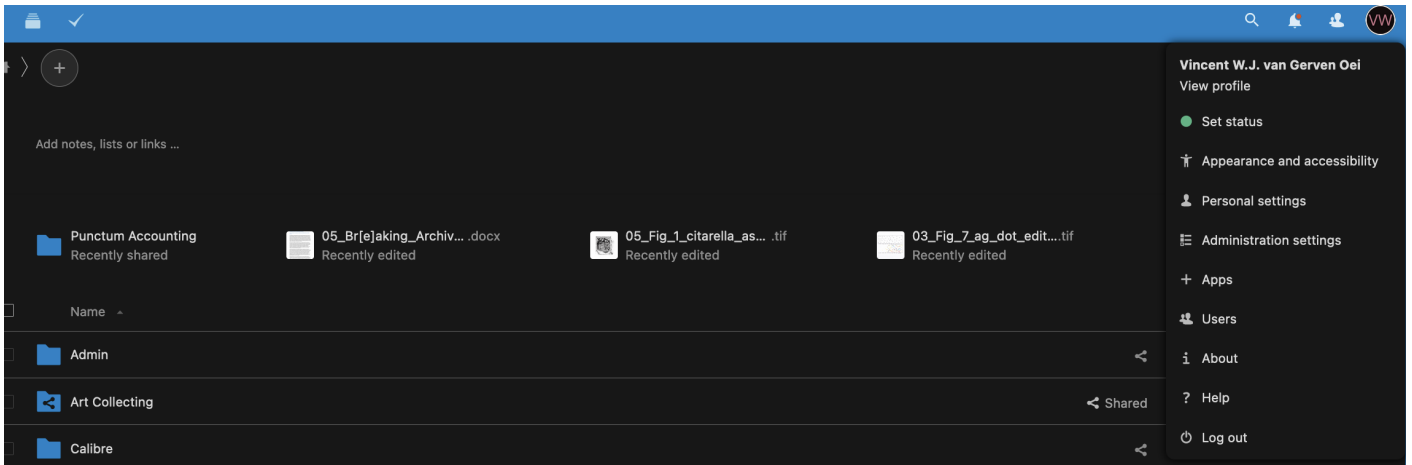 VW
Vincent W.J. van Gerven Oei
View profile
Set status
Appearance and accessibility
Personal settings
Administration settings
Apps
Users
About
Help
Log out
Add notes, lists or links ...
Punctum Accounting
Recently shared
05_Br[e]aking_Archiv... .docx
Recently edited
05_Fig_1_citarella_as... .tif
Recently edited
03_Fig_7_ag_dot_edit....tif
Recently edited
Name
Admin
Art Collecting
Shared
Calibre